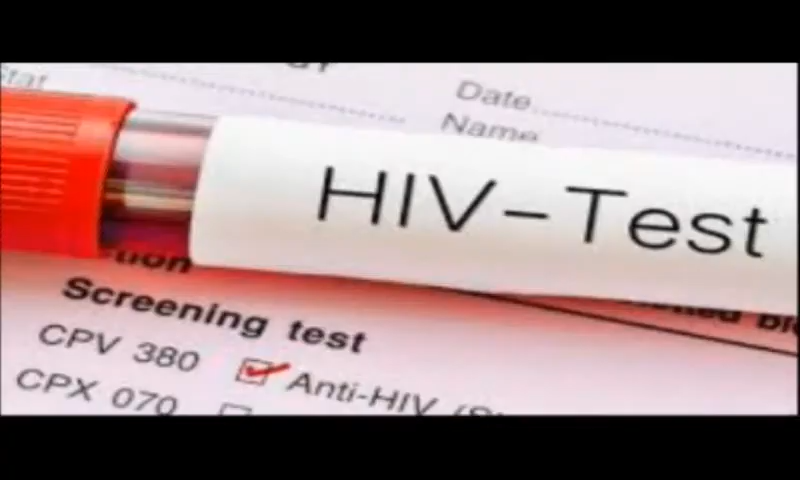 Stat
Date
Name
HIV-Test
Screening test
CPV 380
Anti-HIV
CPX 070